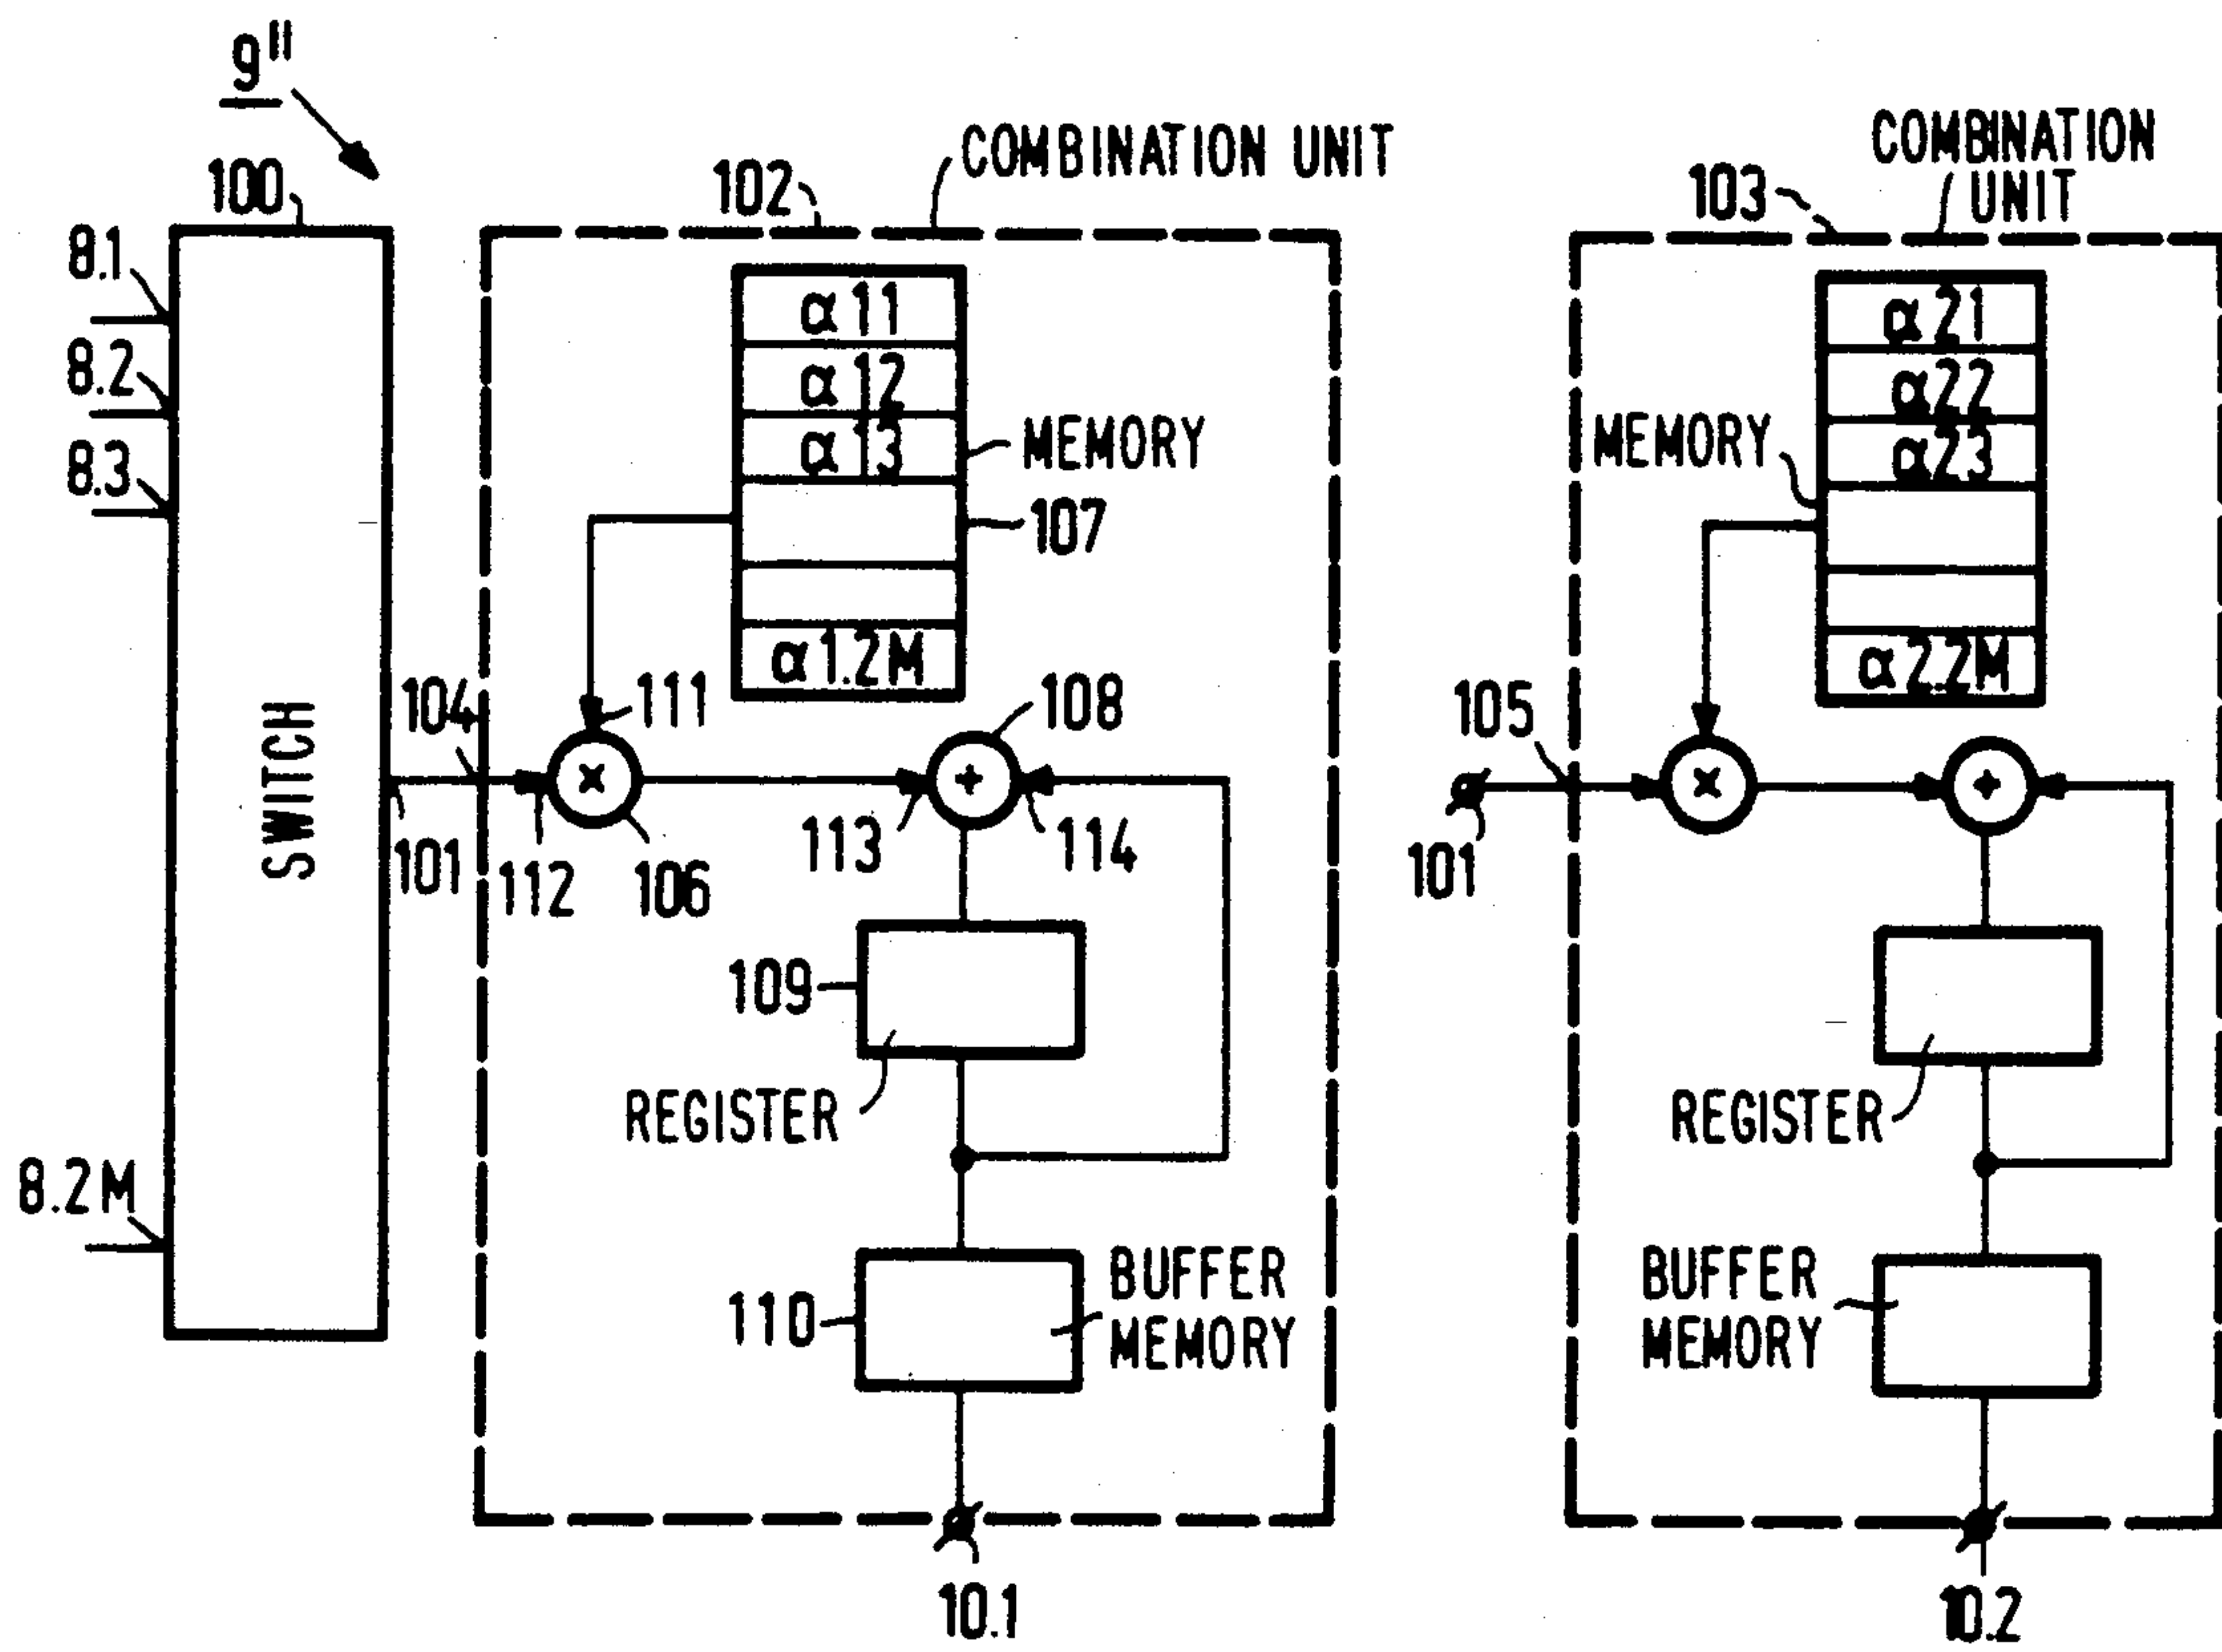 9"
100
8.1
8.2
8.3
8.2M
SWITCH
101
104
102
COMBINATION UNIT
α11
α12
α13
α1.2M
MEMORY
107
111
112
×
106
113
+
108
114
109
REGISTER
110
BUFFER
MEMORY
10.1
103
COMBINATION
UNIT
α21
α22
α23
α2.2M
MEMORY
105
101
×
+
REGISTER
BUFFER
MEMORY
10.2